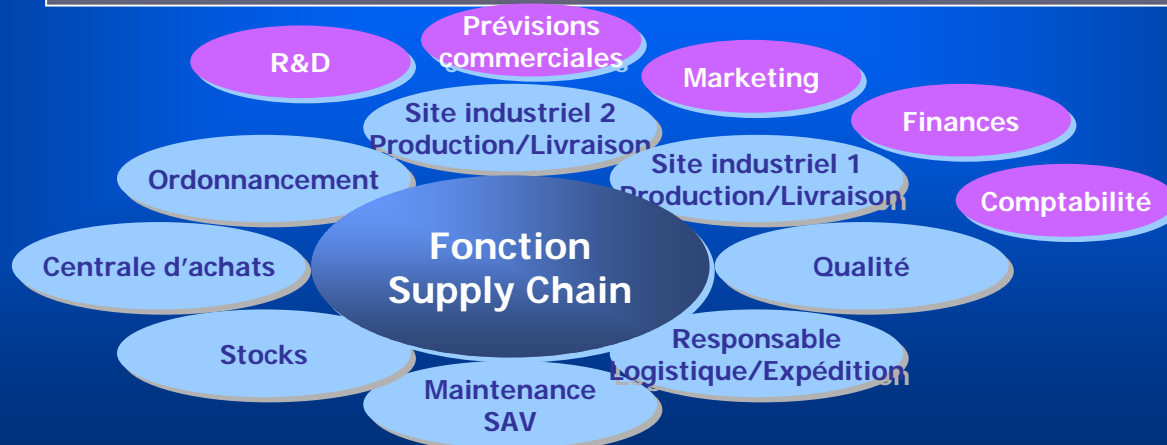 Prévisions
commerciales
R&D
Marketing
Site industriel 2
Production/Livraison
Finances
Site industriel 1
Production/Livraison
Ordonnancement
Comptabilité
Fonction
Supply Chain
Centrale d'achats
Qualité
Stocks
Responsable
Logistique/Expédition
Maintenance
SAV